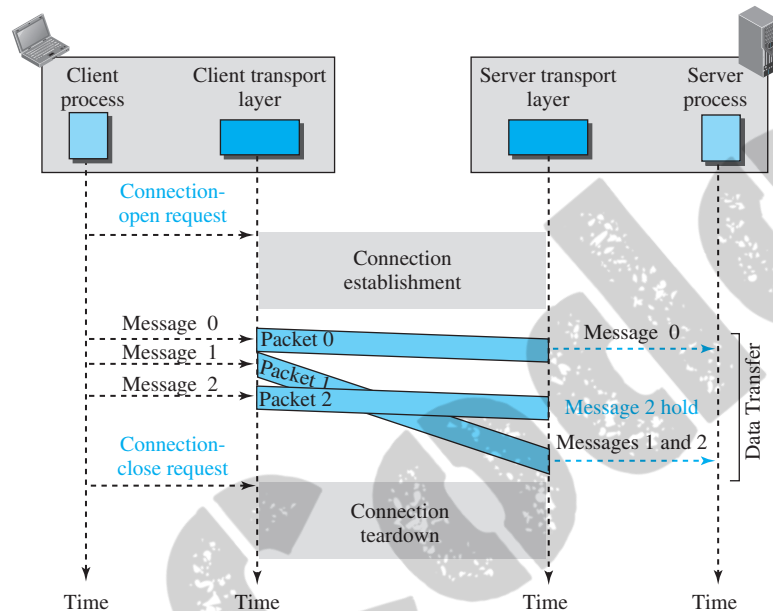 Client
process
Client transport
layer
Server transport
layer
Server
process
Connection-
open request
Connection
establishment
Message 0
Packet 0
Message 0
Message 1
Packet 1
Message 2
Packet 2
Message 2 hold
Data Transfer
Connection-
close request
Messages 1 and 2
Connection
teardown
Time
Time
Time
Time